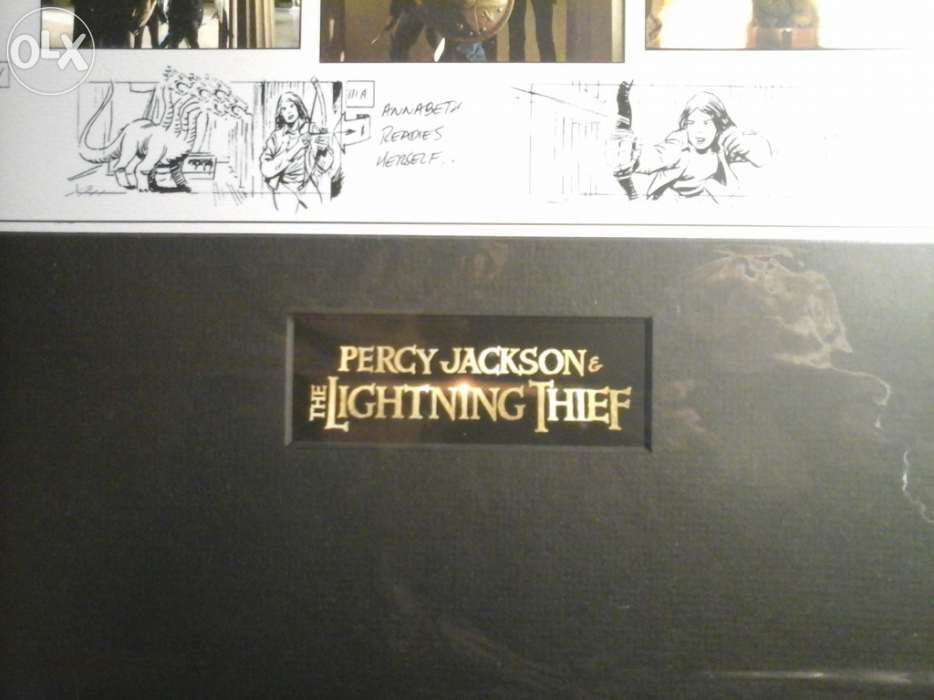 OLX
111A
ANNABETH
READIES
HERSELF..
PERCY JACKSON &
THE LIGHTNING THIEF